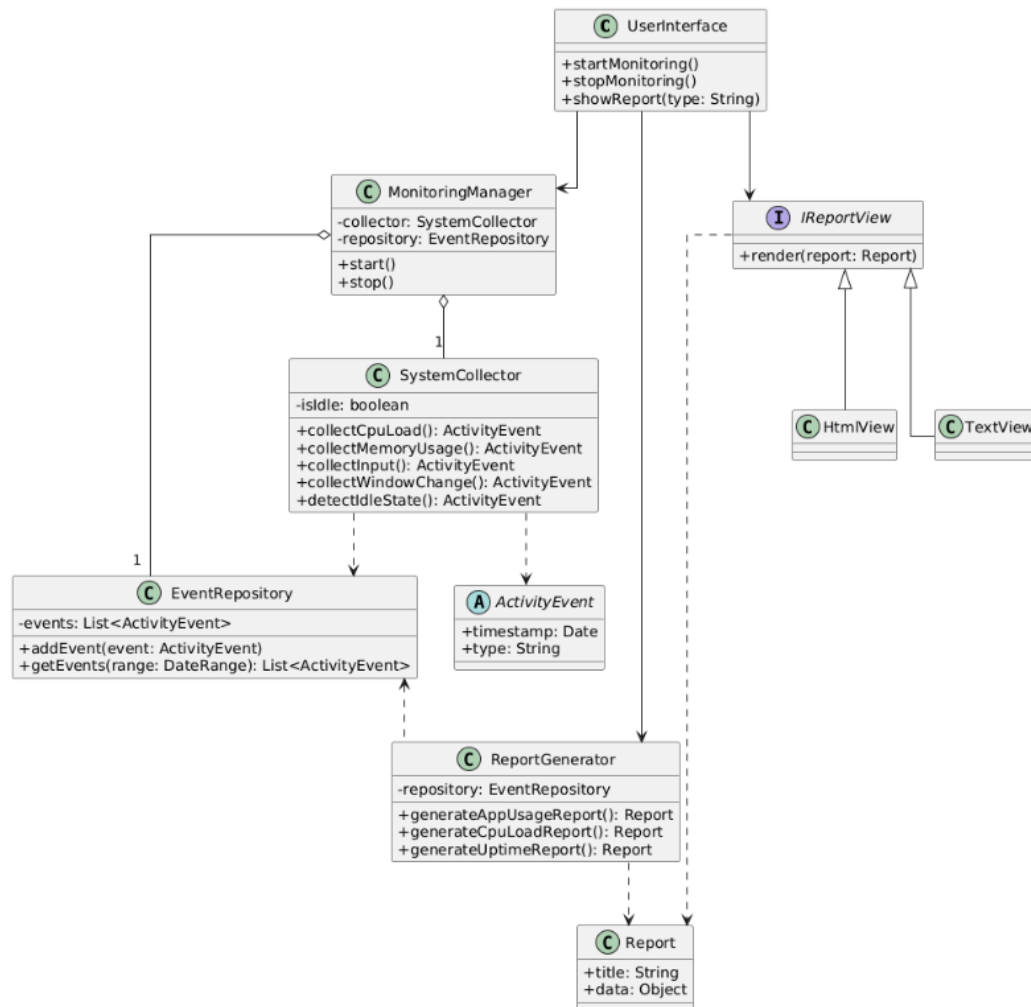 C UserInterface
+startMonitoring()
+stopMonitoring()
+showReport(type: String)
C MonitoringManager
-collector: SystemCollector
-repository: EventRepository
+start()
+stop()
I IReportView
+render(report: Report)
1
C SystemCollector
-isIdle: boolean
+collectCpuLoad(): ActivityEvent
+collectMemoryUsage(): ActivityEvent
+collectInput(): ActivityEvent
+collectWindowChange(): ActivityEvent
+detectIdleState(): ActivityEvent
C HtmlView
C TextView
1
C EventRepository
-events: List<ActivityEvent>
+addEvent(event: ActivityEvent)
+getEvents(range: DateRange): List<ActivityEvent>
A ActivityEvent
+timestamp: Date
+type: String
C ReportGenerator
-repository: EventRepository
+generateAppUsageReport(): Report
+generateCpuLoadReport(): Report
+generateUptimeReport(): Report
C Report
+title: String
+data: Object